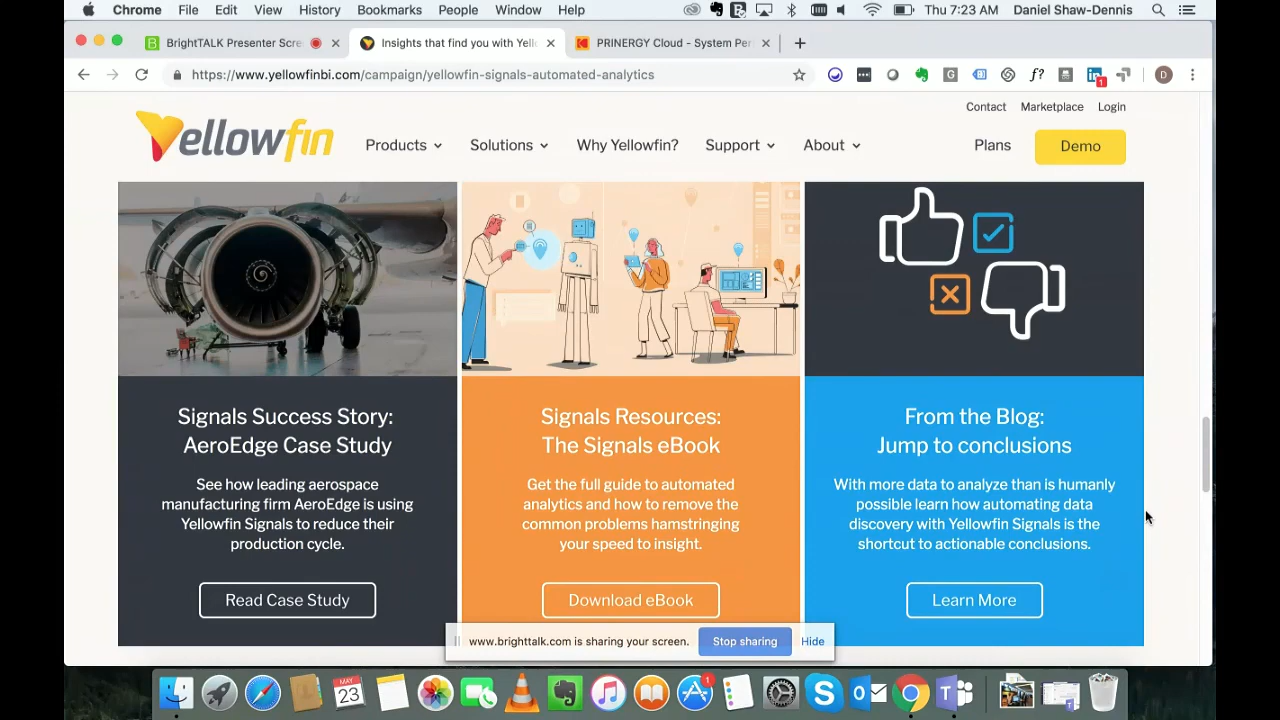 Chrome File Edit View History Bookmarks People Window Help Thu 7:23 AM Daniel Shaw-Dennis
BrightTALK Presenter Scre
Insights that find you with Yell
PRINERGY Cloud - System Per
https://www.yellowfinbi.com/campaign/yellowfin-signals-automated-analytics
G
f?
1
D
Contact Marketplace Login
Yellowfin
Products Solutions Why Yellowfin? Support About Plans Demo
Signals Success Story:
AeroEdge Case Study
See how leading aerospace
manufacturing firm AeroEdge is using
Yellowfin Signals to reduce their
production cycle.
Read Case Study
Signals Resources:
The Signals eBook
Get the full guide to automated
analytics and how to remove the
common problems hamstringing
your speed to insight.
Download eBook
From the Blog:
Jump to conclusions
With more data to analyze than is humanly
possible learn how automating data
discovery with Yellowfin Signals is the
shortcut to actionable conclusions.
Learn More
www.brighttalk.com is sharing your screen. Stop sharing Hide
MAY
23
1